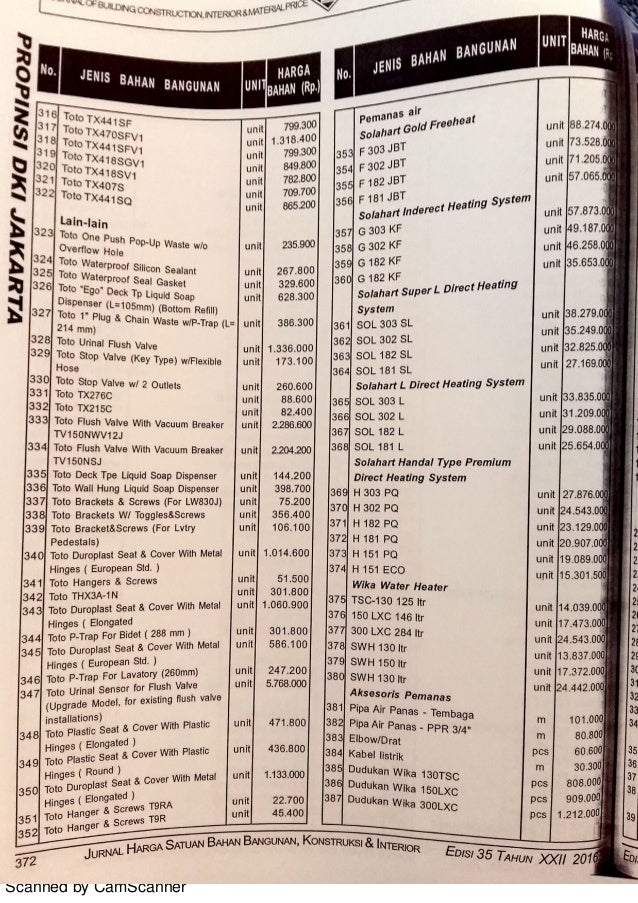 JURNAL OF BUILDING CONSTRUCTION, INTERIOR & MATERIAL PRICE
PROPINSI DKI JAKARTA
No. JENIS BAHAN BANGUNAN UNIT HARGA BAHAN (Rp.)
316 Toto TX441SF unit 799.300
317 Toto TX470SFV1 unit 1.318.400
318 Toto TX441SFV1 unit 799.300
319 Toto TX418SGV1 unit 849.800
320 Toto TX418SV1 unit 782.800
321 Toto TX407S unit 709.700
322 Toto TX441SQ unit 865.200
Lain-lain
323 Toto One Push Pop-Up Waste w/o
Overflow Hole unit 235.900
324 Toto Waterproof Silicon Sealant unit 267.800
325 Toto Waterproof Seal Gasket unit 329.600
326 Toto "Ego" Deck Tp Liquid Soap unit 628.300
Dispenser (L=105mm) (Bottom Refill)
327 Toto 1" Plug & Chain Waste w/P-Trap (L= unit 386.300
214 mm)
328 Toto Urinal Flush Valve unit 1.336.000
329 Toto Stop Valve (Key Type) w/Flexible unit 173.100
Hose
330 Toto Stop Valve w/ 2 Outlets unit 260.600
331 Toto TX276C unit 88.600
332 Toto TX215C unit 82.400
333 Toto Flush Valve With Vacuum Breaker unit 2.286.600
TV150NWV12J
334 Toto Flush Valve With Vacuum Breaker unit 2.204.200
TV150NSJ
335 Toto Deck Tpe Liquid Soap Dispenser unit 144.200
336 Toto Wall Hung Liquid Soap Dispenser unit 398.700
337 Toto Brackets & Screws (For LW830J) unit 75.200
338 Toto Brackets W/ Toggles&Screws unit 356.400
339 Toto Bracket&Screws (For Lvtry unit 106.100
Pedestals)
340 Toto Duroplast Seat & Cover With Metal unit 1.014.600
Hinges ( European Std. )
341 Toto Hangers & Screws unit 51.500
342 Toto THX3A-1N unit 301.800
343 Toto Duroplast Seat & Cover With Metal unit 1.060.900
Hinges ( Elongated
344 Toto P-Trap For Bidet ( 288 mm ) unit 301.800
345 Toto Duroplast Seat & Cover With Metal unit 586.100
Hinges ( European Std. )
346 Toto P-Trap For Lavatory (260mm) unit 247.200
347 Toto Urinal Sensor for Flush Valve unit 5.768.000
(Upgrade Model, for existing flush valve
installations)
348 Toto Plastic Seat & Cover With Plastic unit 471.800
Hinges ( Elongated )
349 Toto Plastic Seat & Cover With Plastic unit 436.800
Hinges ( Round )
350 Toto Duroplast Seat & Cover With Metal unit 1.133.000
Hinges ( Elongated )
351 Toto Hanger & Screws T9RA unit 22.700
352 Toto Hanger & Screws T9R unit 45.400
No. JENIS BAHAN BANGUNAN UNIT HARGA BAHAN
Pemanas air
Solahart Gold Freeheat
353 F 303 JBT unit 88.274.000
354 F 302 JBT unit 73.528.000
355 F 182 JBT unit 71.205.000
356 F 181 JBT unit 57.065.000
Solahart Inderect Heating System
357 G 303 KF unit 57.873.000
358 G 302 KF unit 49.187.000
359 G 182 KF unit 46.258.000
360 G 182 KF unit 35.653.000
Solahart Super L Direct Heating
System
361 SOL 303 SL unit 38.279.000
362 SOL 302 SL unit 35.249.000
363 SOL 182 SL unit 32.825.000
364 SOL 181 SL unit 27.169.000
Solahart L Direct Heating System
365 SOL 303 L unit 33.835.000
366 SOL 302 L unit 31.209.000
367 SOL 182 L unit 29.088.000
368 SOL 181 L unit 25.654.000
Solahart Handal Type Premium
Direct Heating System
369 H 303 PQ unit 27.876.000
370 H 302 PQ unit 24.543.000
371 H 182 PQ unit 23.129.000
372 H 181 PQ unit 20.907.000
373 H 151 PQ unit 19.089.000
374 H 151 ECO unit 15.301.500
Wika Water Heater
375 TSC-130 125 ltr unit 14.039.000
376 150 LXC 146 ltr unit 17.473.000
377 300 LXC 284 ltr unit 24.543.000
378 SWH 130 ltr unit 13.837.000
379 SWH 150 ltr unit 17.372.000
380 SWH 130 ltr unit 24.442.000
Aksesoris Pemanas
381 Pipa Air Panas - Tembaga m 101.000
382 Pipa Air Panas - PPR 3/4" m 80.800
383 Elbow/Drat pcs 60.600
384 Kabel listrik m 30.300
385 Dudukan Wika 130TSC pcs 808.000
386 Dudukan Wika 150LXC pcs 909.000
387 Dudukan Wika 300LXC pcs 1.212.000
372 JURNAL HARGA SATUAN BAHAN BANGUNAN, KONSTRUKSI & INTERIOR EDISI 35 TAHUN XXII 2016
Scanned by CamScanner